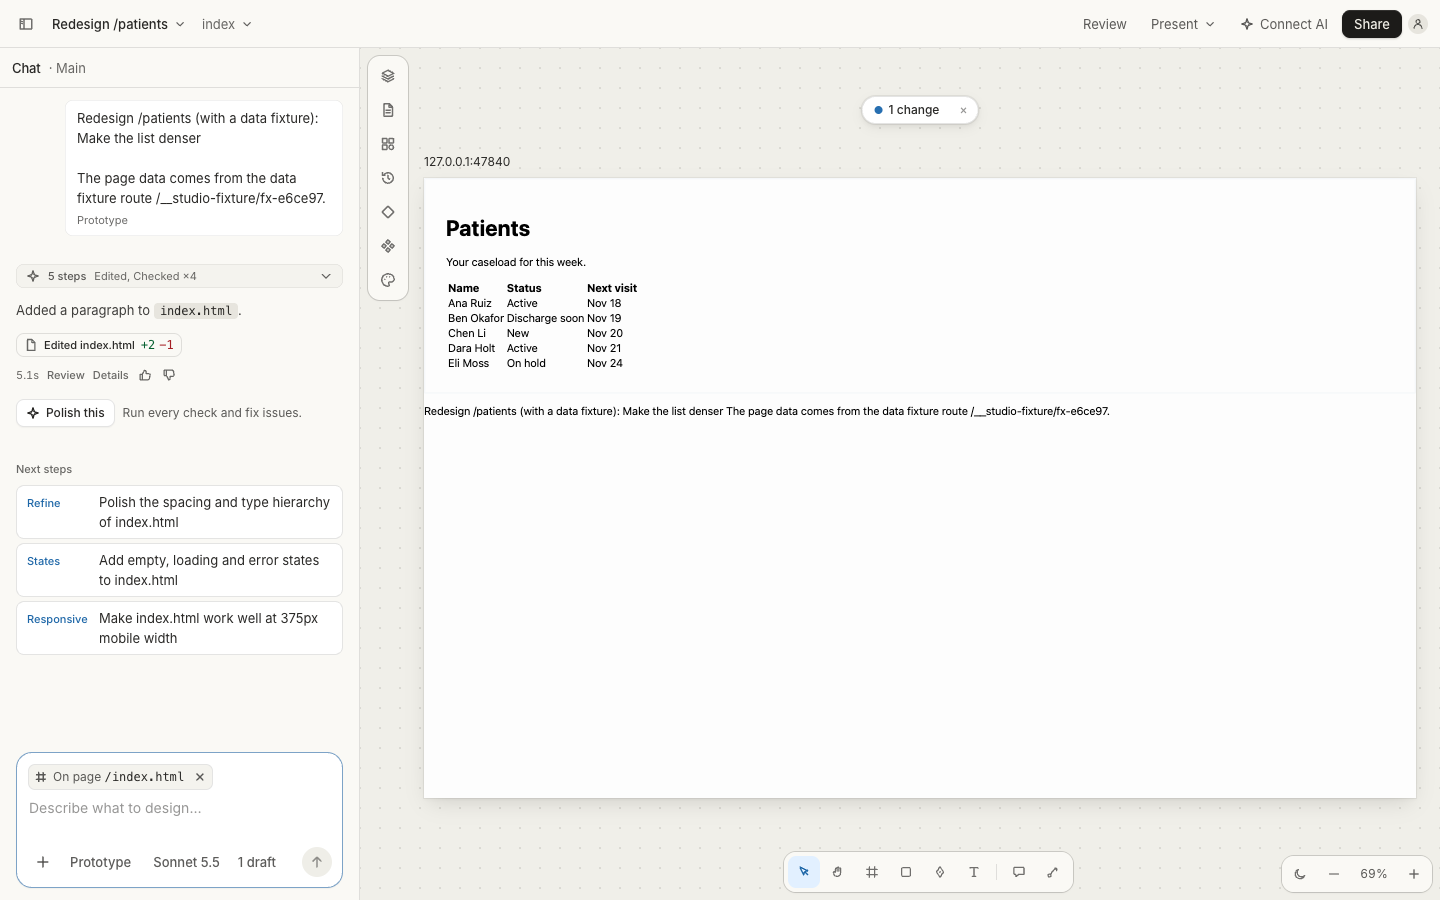 Redesign /patients
index
Review
Present
Connect AI
Share
Chat · Main
Redesign /patients (with a data fixture):
Make the list denser
The page data comes from the data
fixture route /__studio-fixture/fx-e6ce97.
Prototype
5 steps Edited, Checked ×4
Added a paragraph to index.html.
Edited index.html +2 −1
5.1s Review Details
Polish this Run every check and fix issues.
Next steps
Refine Polish the spacing and type hierarchy
of index.html
States Add empty, loading and error states
to index.html
Responsive Make index.html work well at 375px
mobile width
On page /index.html
Describe what to design...
Prototype Sonnet 5.5 1 draft
1 change ×
127.0.0.1:47840
Patients
Your caseload for this week.
Name Status Next visit
Ana Ruiz Active Nov 18
Ben Okafor Discharge soon Nov 19
Chen Li New Nov 20
Dara Holt Active Nov 21
Eli Moss On hold Nov 24
Redesign /patients (with a data fixture): Make the list denser The page data comes from the data fixture route /__studio-fixture/fx-e6ce97.
69%